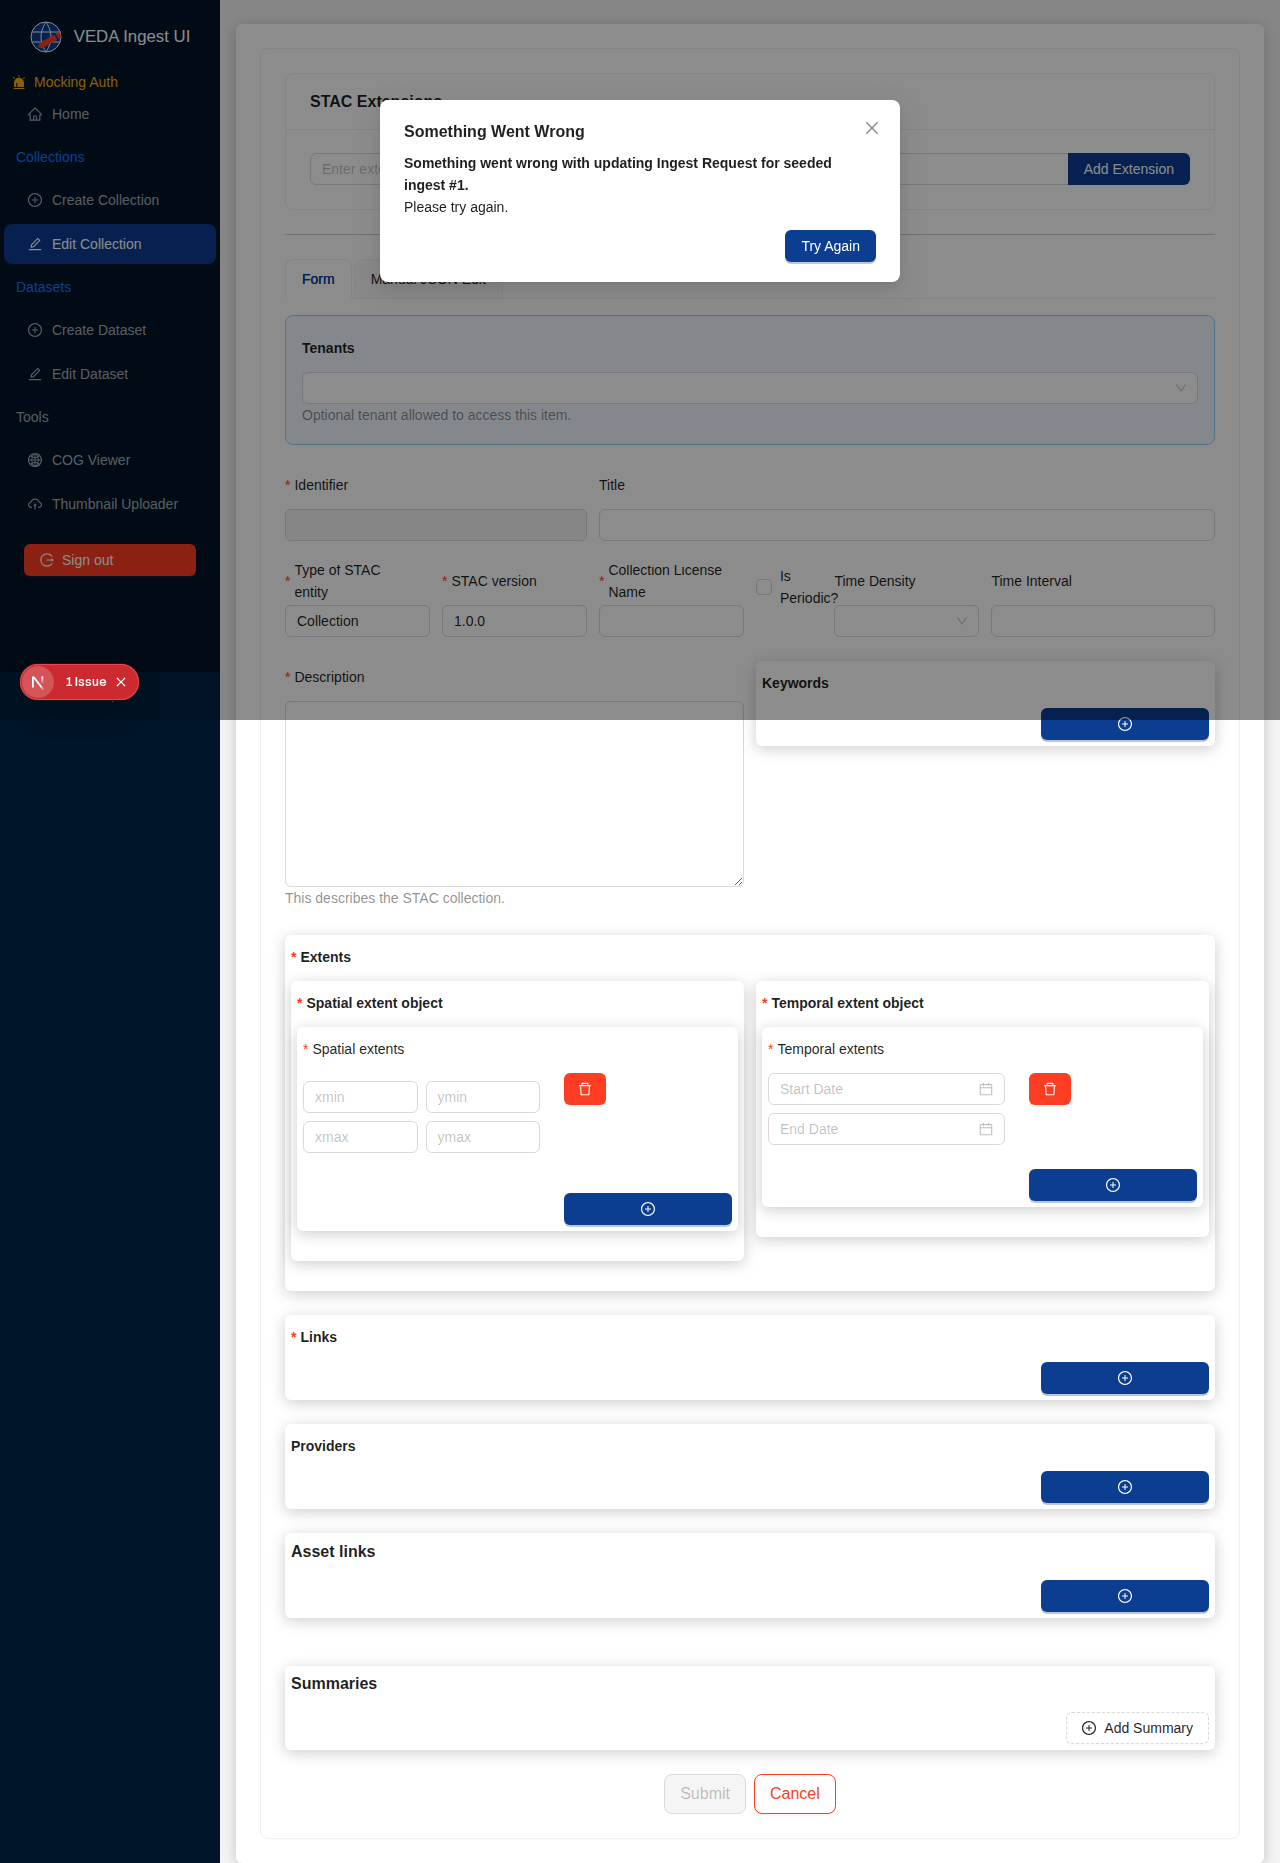 VEDA Ingest UI
Mocking Auth
Home
Collections
Create Collection
Edit Collection
Datasets
Create Dataset
Edit Dataset
Tools
COG Viewer
Thumbnail Uploader
Sign out
1 Issue
STAC Extensions
Enter ext
Add Extension
Something Went Wrong
Something went wrong with updating Ingest Request for seeded
ingest #1.
Please try again.
Try Again
Form
Manual JSON Edit
Tenants
Optional tenant allowed to access this item.
* Identifier
Title
* Type of STAC
entity
* STAC version
* Collection License
Name
Is
Periodic?
Time Density
Time Interval
Collection
1.0.0
* Description
Keywords
This describes the STAC collection.
* Extents
* Spatial extent object
* Temporal extent object
* Spatial extents
* Temporal extents
xmin
ymin
Start Date
xmax
ymax
End Date
* Links
Providers
Asset links
Summaries
Add Summary
Submit
Cancel